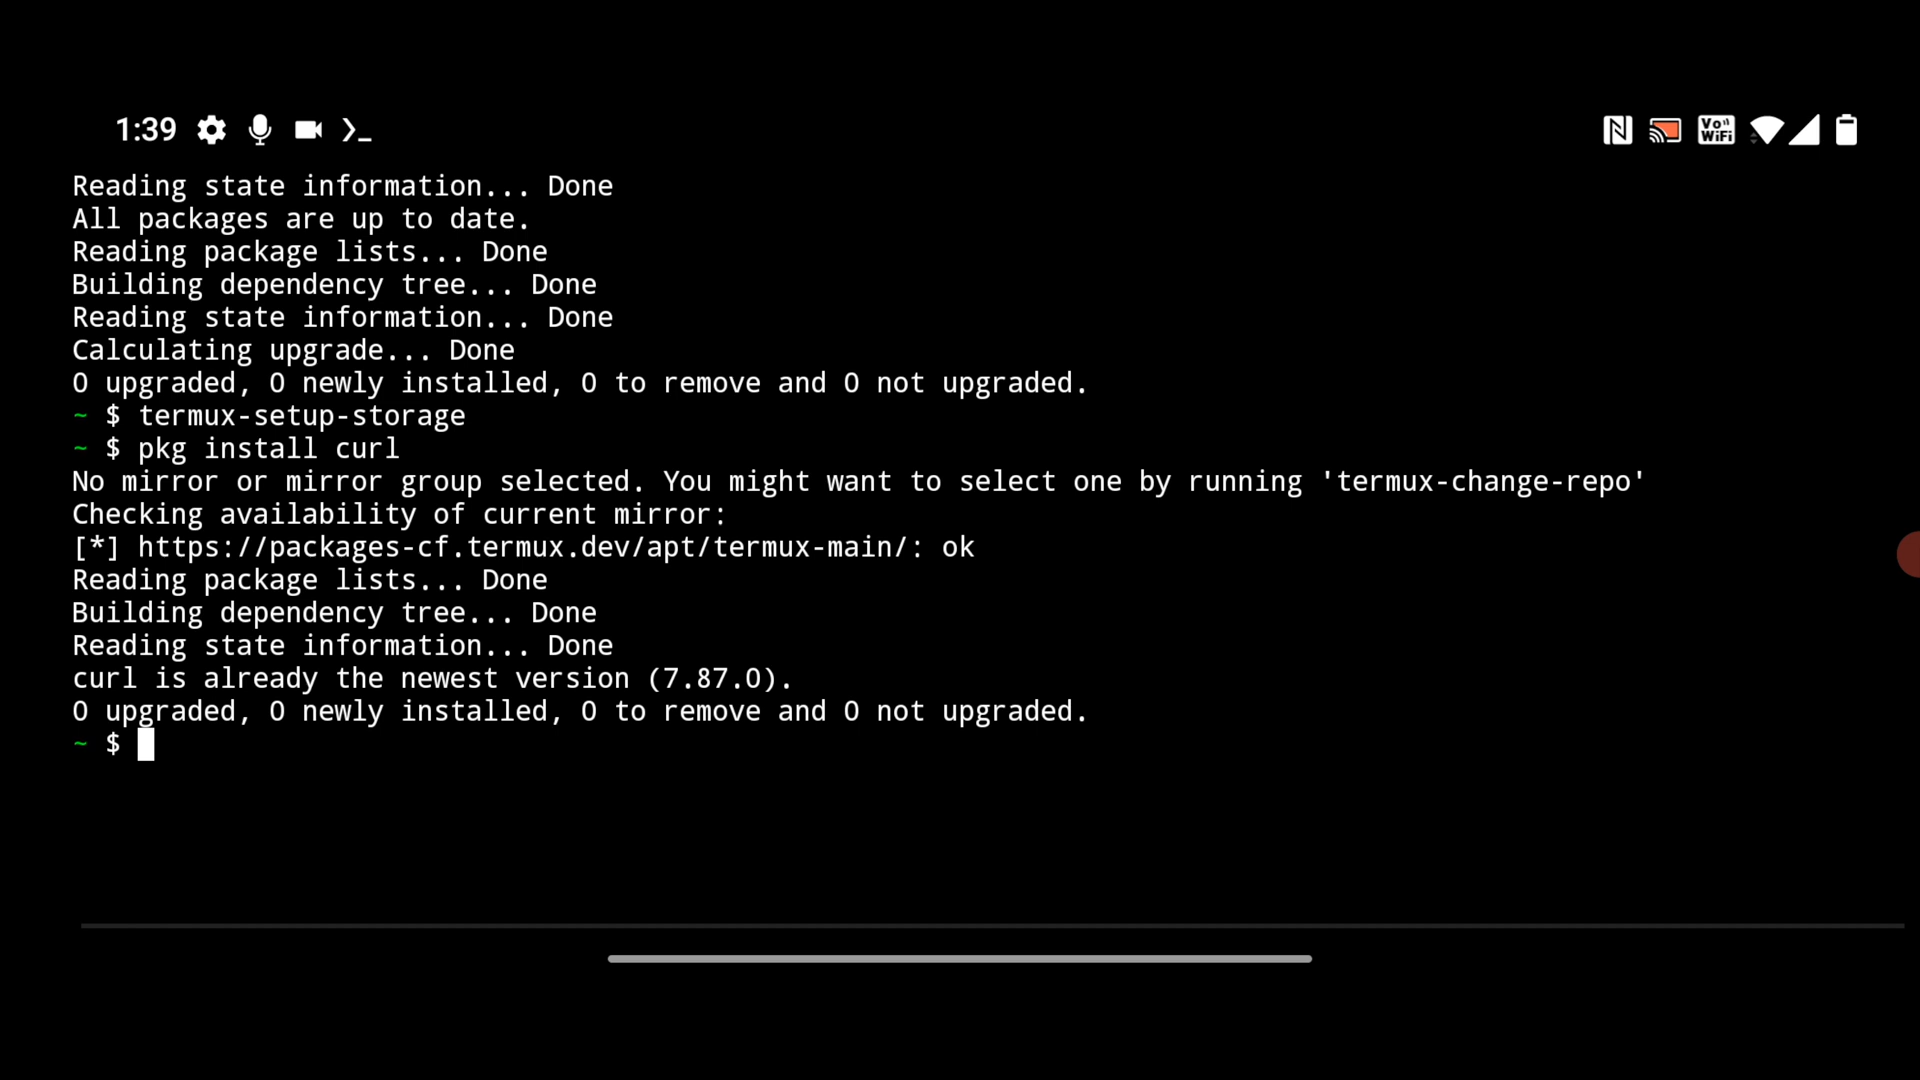 1:39
Vo WiFi
Reading state information... Done
All packages are up to date.
Reading package lists... Done
Building dependency tree... Done
Reading state information... Done
Calculating upgrade... Done
0 upgraded, 0 newly installed, 0 to remove and 0 not upgraded.
~ $ termux-setup-storage
~ $ pkg install curl
No mirror or mirror group selected. You might want to select one by running 'termux-change-repo'
Checking availability of current mirror:
[*] https://packages-cf.termux.dev/apt/termux-main/: ok
Reading package lists... Done
Building dependency tree... Done
Reading state information... Done
curl is already the newest version (7.87.0).
0 upgraded, 0 newly installed, 0 to remove and 0 not upgraded.
~ $